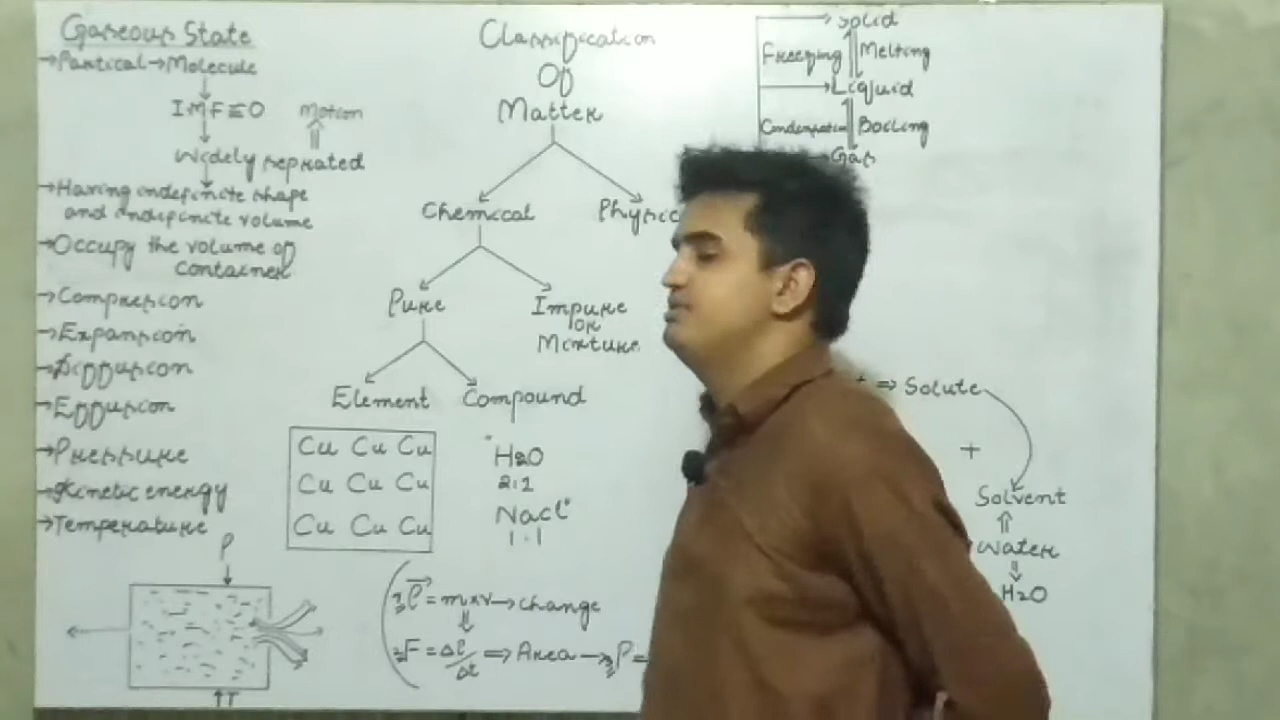 Gaseous State
→Partical→Molecule
IMF≡0
Motion
Widely seprated
→Having indefinite shape
and indefinite volume
→Occupy the volume of
container
→Compression
→Expansion
→Diffusion
→Effusion
→Pressure
→Kinetic energy
→Temperature
P
T
Classification
Of
Matter
Chemical
Physic
Pure
Impure
or
Mixture
Element
Compound
Cu Cu Cu
Cu Cu Cu
Cu Cu Cu
H2O
2:1
NaCl
1:1
= m×v→change
F = Δ
Δt
⇒ Area →
P =
Solid
Freezing
Melting
Liquid
Condensation
Boiling
Gas
⇒ Solute
+
Solvent
⇑
Water
⇓
H2O